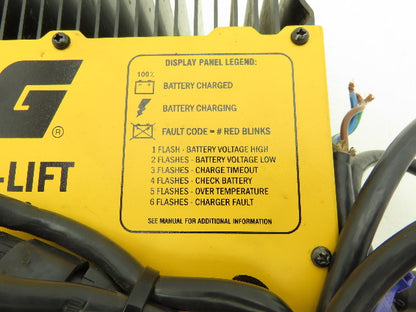 DISPLAY PANEL LEGEND:
100%
BATTERY CHARGED
BATTERY CHARGING
FAULT CODE = # RED BLINKS
1 FLASH - BATTERY VOLTAGE HIGH
2 FLASHES - BATTERY VOLTAGE LOW
3 FLASHES - CHARGE TIMEOUT
4 FLASHES - CHECK BATTERY
5 FLASHES - OVER TEMPERATURE
6 FLASHES - CHARGER FAULT
SEE MANUAL FOR ADDITIONAL INFORMATION
G
®
-LIFT